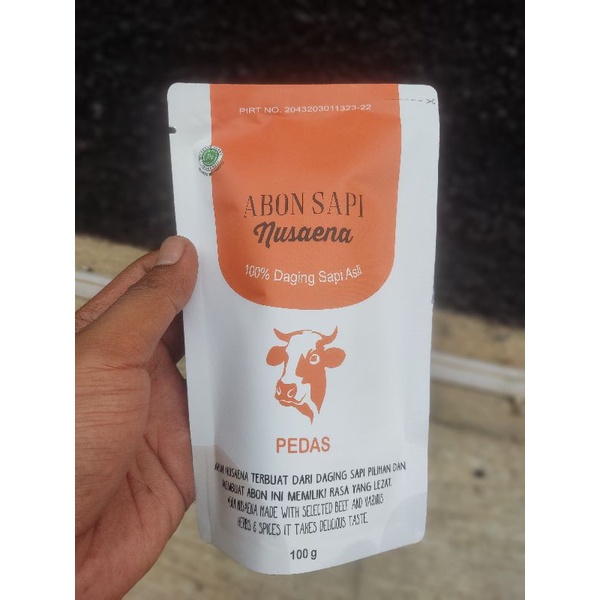 PIRT NO. 2043203011323-22
ABON SAPI
Nusaena
100% Daging Sapi Asli
PEDAS
NUSAENA TERBUAT DARI DAGING SAPI PILIHAN DAN
MEMBUAT ABON INI MEMILIKI RASA YANG LEZAT.
NUSAENA MADE WITH SELECTED BEEF AND VARIOUS
HERBS & SPICES IT TAKES DELICIOUS TASTE
100 g